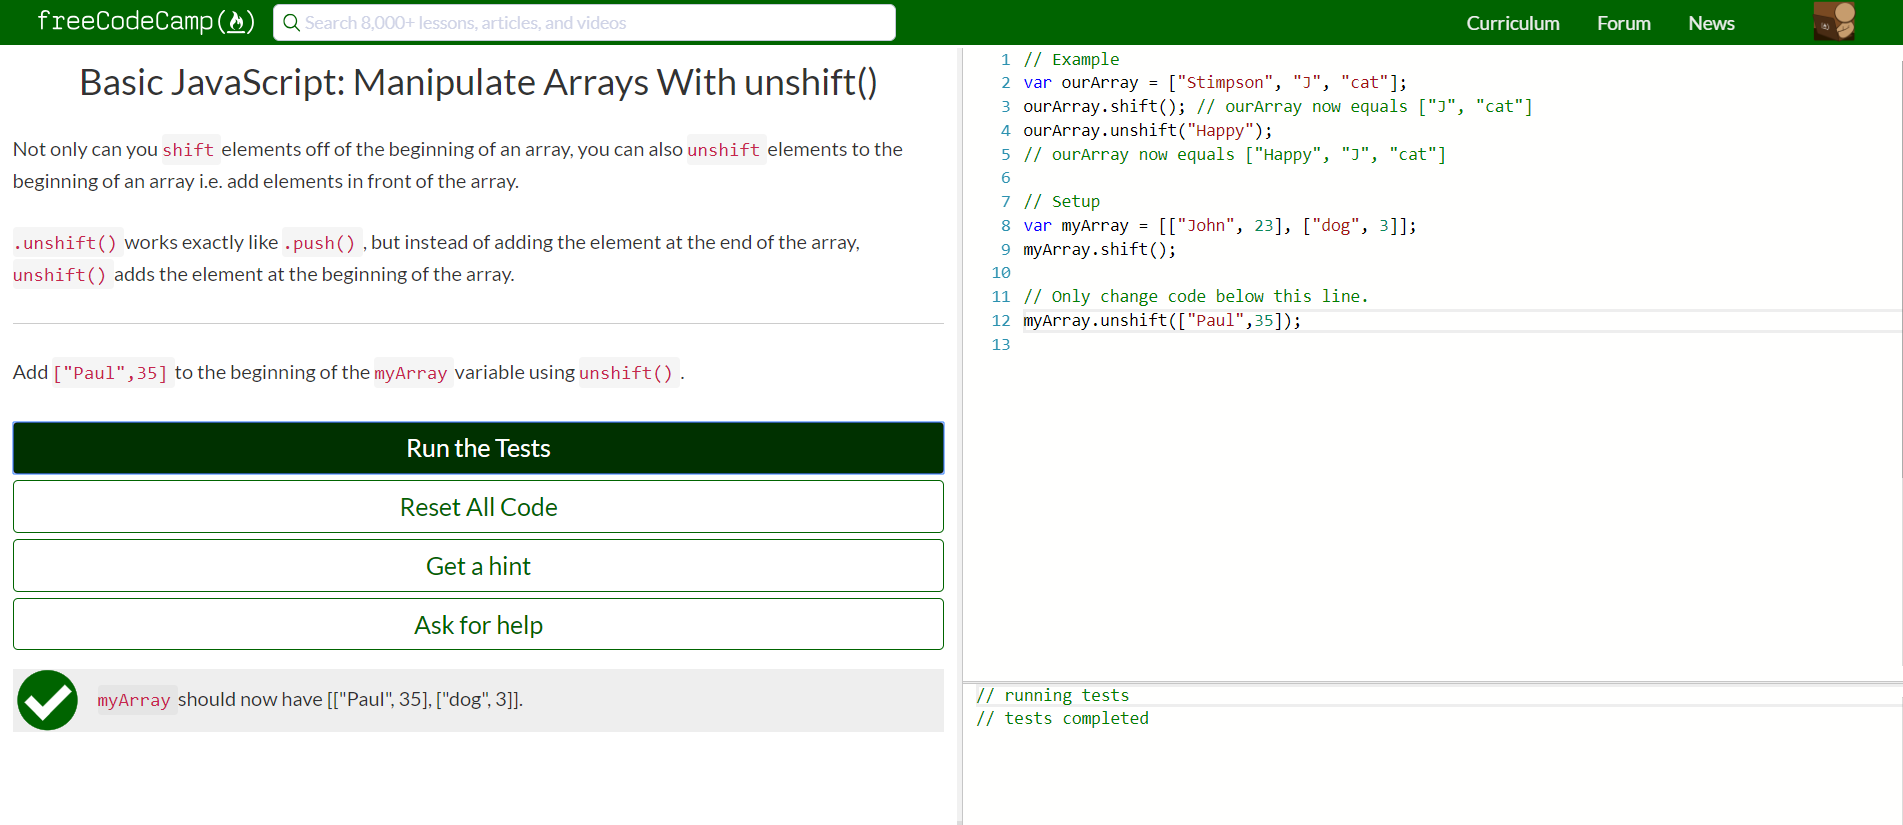 freeCodeCamp
Search 8,000+ lessons, articles, and videos
Curriculum Forum News
Basic JavaScript: Manipulate Arrays With unshift()
Not only can you shift elements off of the beginning of an array, you can also unshift elements to the
beginning of an array i.e. add elements in front of the array.
.unshift() works exactly like .push() , but instead of adding the element at the end of the array,
unshift() adds the element at the beginning of the array.
Add ["Paul",35] to the beginning of the myArray variable using unshift() .
Run the Tests
Reset All Code
Get a hint
Ask for help
myArray should now have [["Paul", 35], ["dog", 3]].
1 // Example
2 var ourArray = ["Stimpson", "J", "cat"];
3 ourArray.shift(); // ourArray now equals ["J", "cat"]
4 ourArray.unshift("Happy");
5 // ourArray now equals ["Happy", "J", "cat"]
6
7 // Setup
8 var myArray = [["John", 23], ["dog", 3]];
9 myArray.shift();
10
11 // Only change code below this line.
12 myArray.unshift(["Paul",35]);
13
// running tests
// tests completed